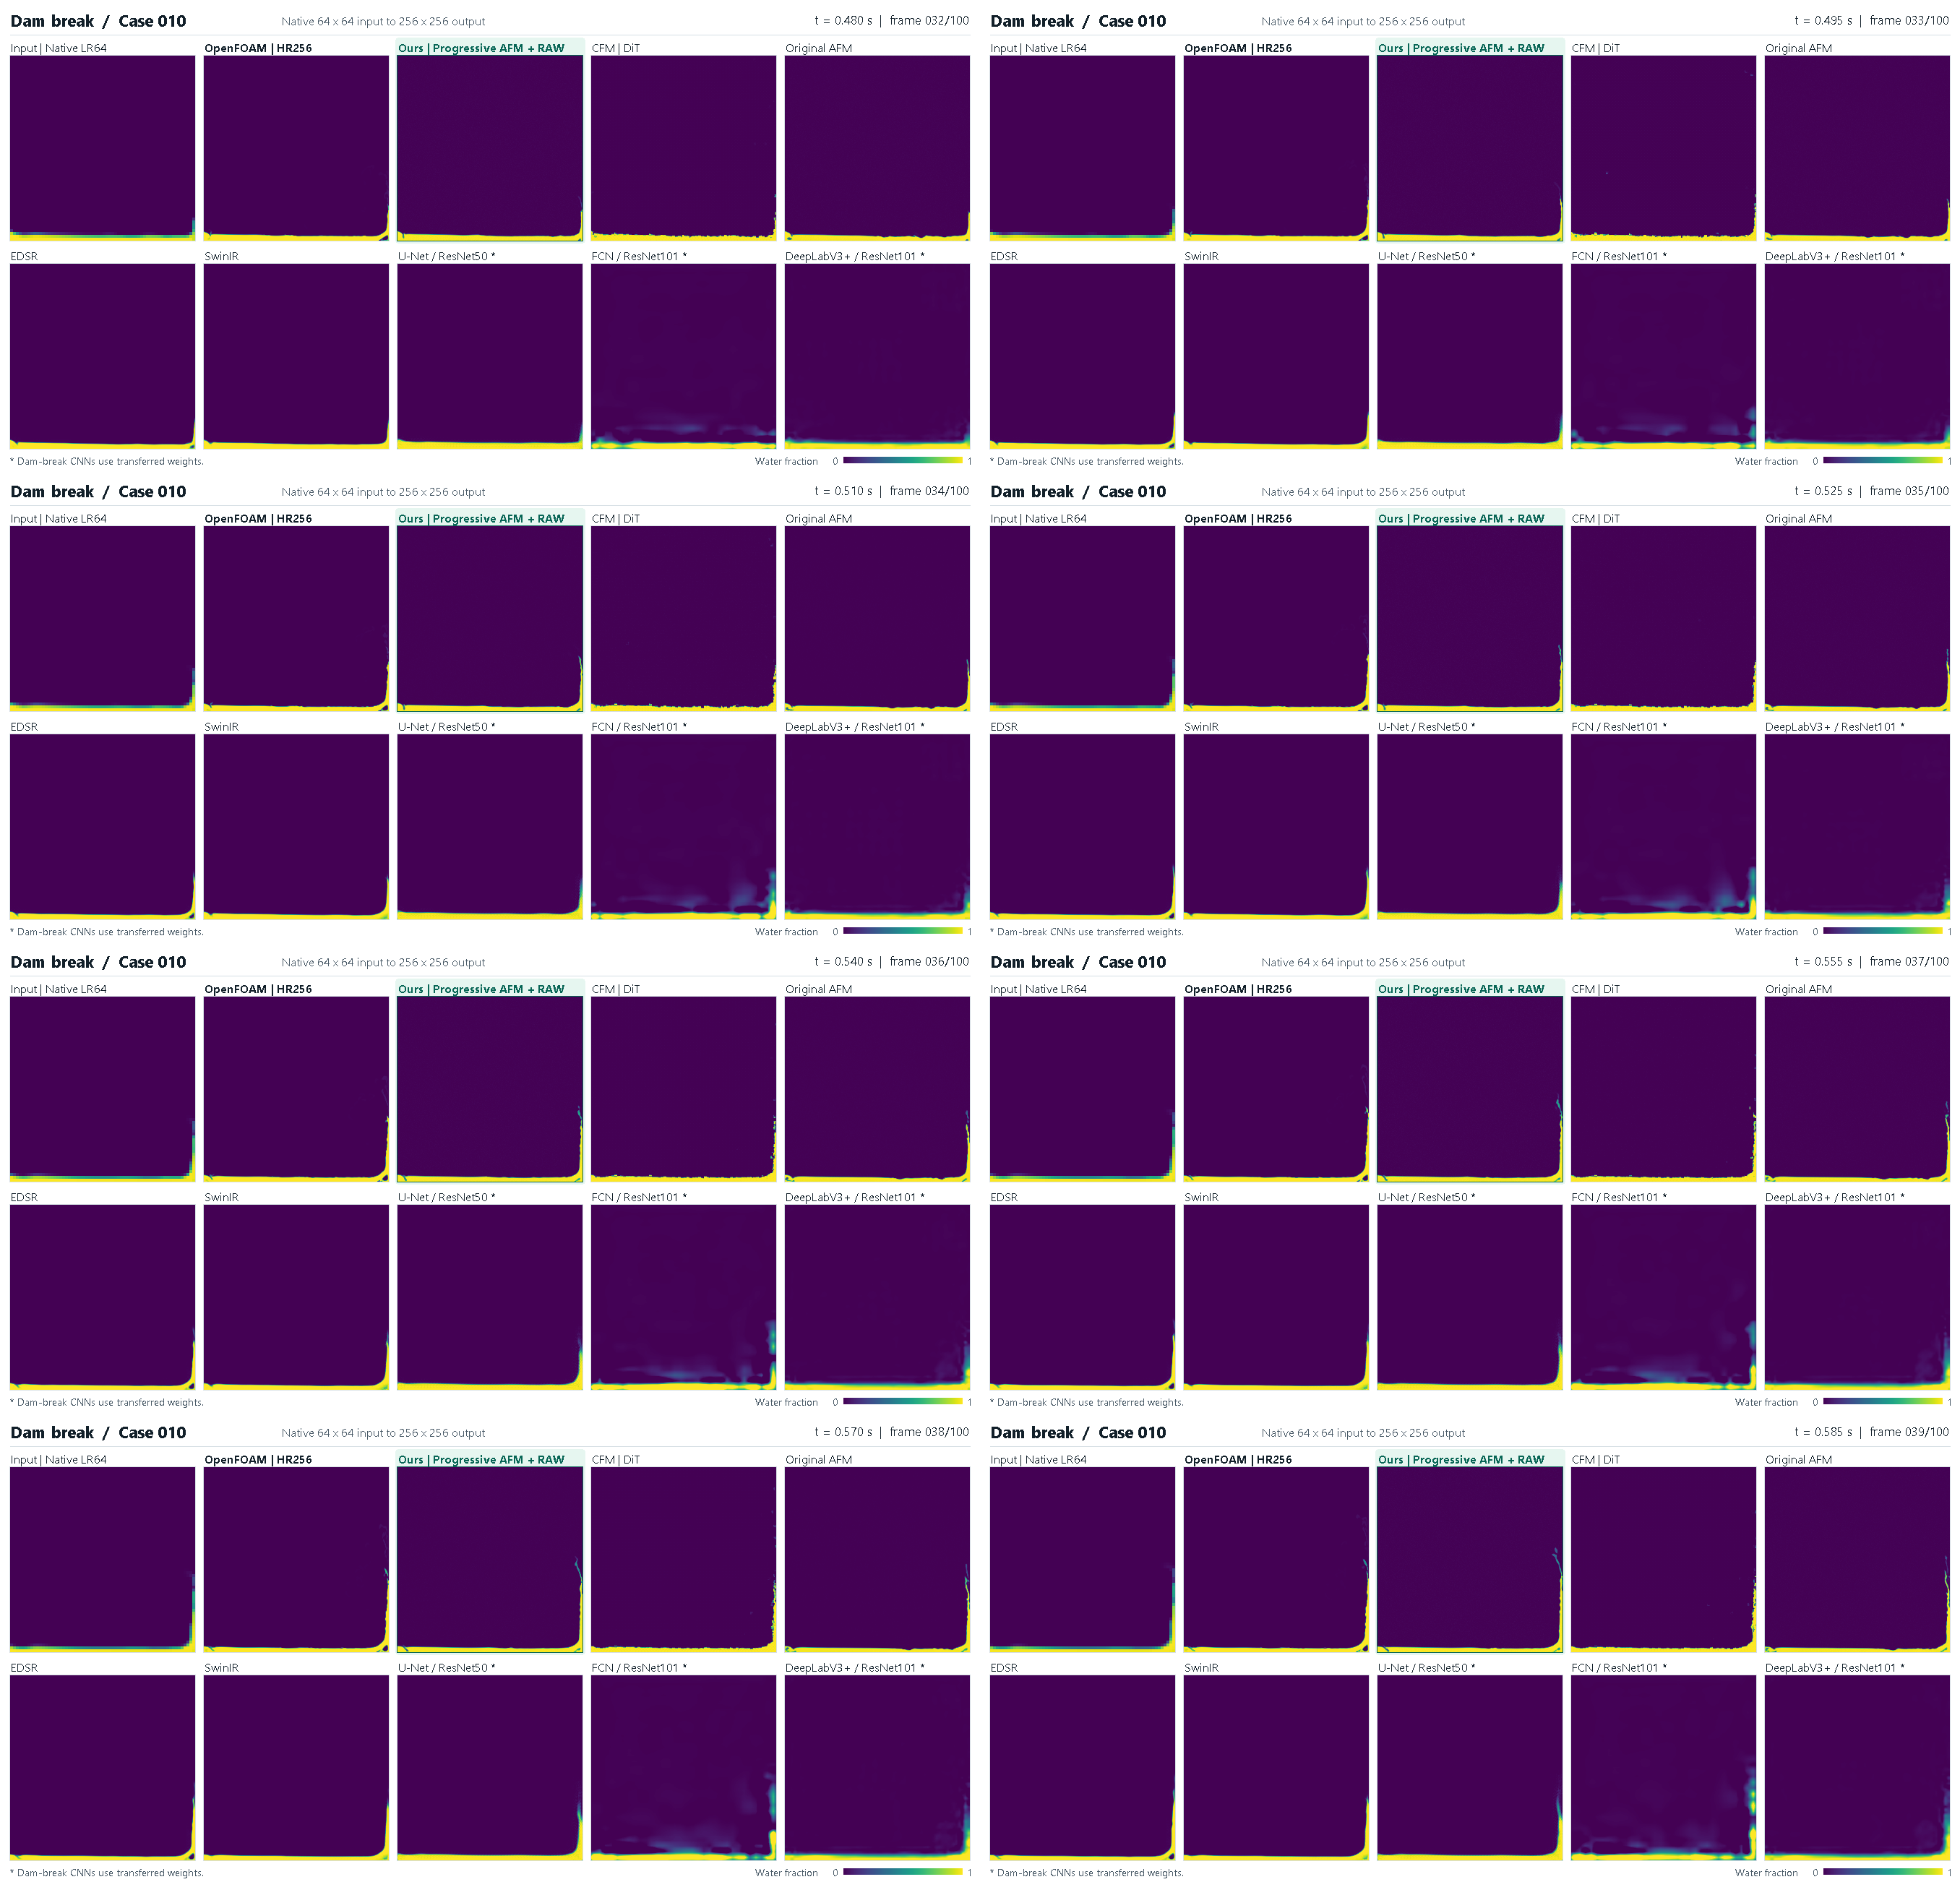 Dam break / Case 010 Native 64 x 64 input to 256 x 256 output t = 0.480 s | frame 032/100
Input | Native LR64 OpenFOAM | HR256 Ours | Progressive AFM + RAW CFM | DiT Original AFM
EDSR SwinIR U-Net / ResNet50 * FCN / ResNet101 * DeepLabV3+ / ResNet101 *
* Dam-break CNNs use transferred weights. Water fraction 0 1
Dam break / Case 010 Native 64 x 64 input to 256 x 256 output t = 0.495 s | frame 033/100
Input | Native LR64 OpenFOAM | HR256 Ours | Progressive AFM + RAW CFM | DiT Original AFM
EDSR SwinIR U-Net / ResNet50 * FCN / ResNet101 * DeepLabV3+ / ResNet101 *
* Dam-break CNNs use transferred weights. Water fraction 0 1
Dam break / Case 010 Native 64 x 64 input to 256 x 256 output t = 0.510 s | frame 034/100
Input | Native LR64 OpenFOAM | HR256 Ours | Progressive AFM + RAW CFM | DiT Original AFM
EDSR SwinIR U-Net / ResNet50 * FCN / ResNet101 * DeepLabV3+ / ResNet101 *
* Dam-break CNNs use transferred weights. Water fraction 0 1
Dam break / Case 010 Native 64 x 64 input to 256 x 256 output t = 0.525 s | frame 035/100
Input | Native LR64 OpenFOAM | HR256 Ours | Progressive AFM + RAW CFM | DiT Original AFM
EDSR SwinIR U-Net / ResNet50 * FCN / ResNet101 * DeepLabV3+ / ResNet101 *
* Dam-break CNNs use transferred weights. Water fraction 0 1
Dam break / Case 010 Native 64 x 64 input to 256 x 256 output t = 0.540 s | frame 036/100
Input | Native LR64 OpenFOAM | HR256 Ours | Progressive AFM + RAW CFM | DiT Original AFM
EDSR SwinIR U-Net / ResNet50 * FCN / ResNet101 * DeepLabV3+ / ResNet101 *
* Dam-break CNNs use transferred weights. Water fraction 0 1
Dam break / Case 010 Native 64 x 64 input to 256 x 256 output t = 0.555 s | frame 037/100
Input | Native LR64 OpenFOAM | HR256 Ours | Progressive AFM + RAW CFM | DiT Original AFM
EDSR SwinIR U-Net / ResNet50 * FCN / ResNet101 * DeepLabV3+ / ResNet101 *
* Dam-break CNNs use transferred weights. Water fraction 0 1
Dam break / Case 010 Native 64 x 64 input to 256 x 256 output t = 0.570 s | frame 038/100
Input | Native LR64 OpenFOAM | HR256 Ours | Progressive AFM + RAW CFM | DiT Original AFM
EDSR SwinIR U-Net / ResNet50 * FCN / ResNet101 * DeepLabV3+ / ResNet101 *
* Dam-break CNNs use transferred weights. Water fraction 0 1
Dam break / Case 010 Native 64 x 64 input to 256 x 256 output t = 0.585 s | frame 039/100
Input | Native LR64 OpenFOAM | HR256 Ours | Progressive AFM + RAW CFM | DiT Original AFM
EDSR SwinIR U-Net / ResNet50 * FCN / ResNet101 * DeepLabV3+ / ResNet101 *
* Dam-break CNNs use transferred weights. Water fraction 0 1